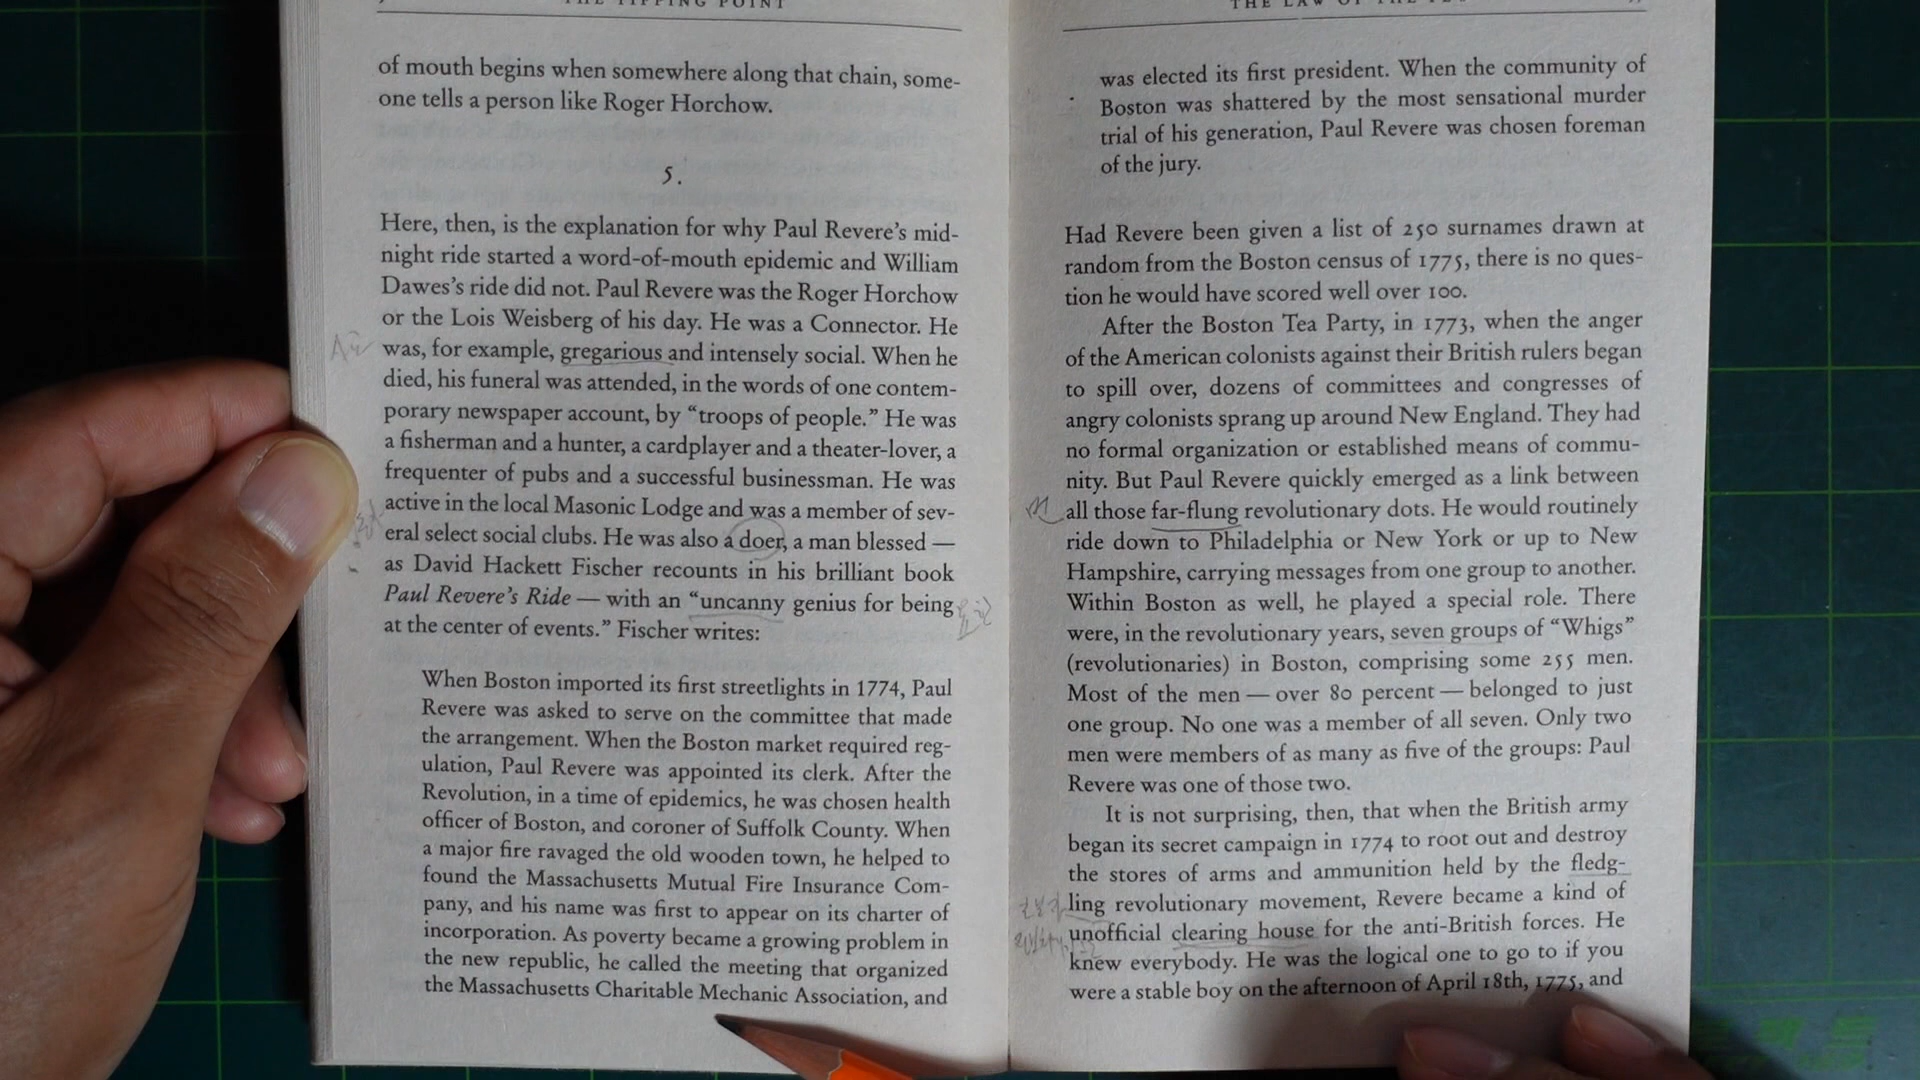 THE TIPPING POINT
of mouth begins when somewhere along that chain, some-
one tells a person like Roger Horchow.
5.
Here, then, is the explanation for why Paul Revere's mid-
night ride started a word-of-mouth epidemic and William
Dawes's ride did not. Paul Revere was the Roger Horchow
or the Lois Weisberg of his day. He was a Connector. He
was, for example, gregarious and intensely social. When he
died, his funeral was attended, in the words of one contem-
porary newspaper account, by “troops of people.” He was
a fisherman and a hunter, a cardplayer and a theater-lover, a
frequenter of pubs and a successful businessman. He was
active in the local Masonic Lodge and was a member of sev-
eral select social clubs. He was also a doer, a man blessed —
as David Hackett Fischer recounts in his brilliant book
Paul Revere's Ride — with an “uncanny genius for being
at the center of events.” Fischer writes:
When Boston imported its first streetlights in 1774, Paul
Revere was asked to serve on the committee that made
the arrangement. When the Boston market required reg-
ulation, Paul Revere was appointed its clerk. After the
Revolution, in a time of epidemics, he was chosen health
officer of Boston, and coroner of Suffolk County. When
a major fire ravaged the old wooden town, he helped to
found the Massachusetts Mutual Fire Insurance Com-
pany, and his name was first to appear on its charter of
incorporation. As poverty became a growing problem in
the new republic, he called the meeting that organized
the Massachusetts Charitable Mechanic Association, and
THE LAW OF THE
was elected its first president. When the community of
Boston was shattered by the most sensational murder
trial of his generation, Paul Revere was chosen foreman
of the jury.
Had Revere been given a list of 250 surnames drawn at
random from the Boston census of 1775, there is no ques-
tion he would have scored well over 100.
After the Boston Tea Party, in 1773, when the anger
of the American colonists against their British rulers began
to spill over, dozens of committees and congresses of
angry colonists sprang up around New England. They had
no formal organization or established means of commu-
nity. But Paul Revere quickly emerged as a link between
all those far-flung revolutionary dots. He would routinely
ride down to Philadelphia or New York or up to New
Hampshire, carrying messages from one group to another.
Within Boston as well, he played a special role. There
were, in the revolutionary years, seven groups of “Whigs”
(revolutionaries) in Boston, comprising some 255 men.
Most of the men — over 80 percent — belonged to just
one group. No one was a member of all seven. Only two
men were members of as many as five of the groups: Paul
Revere was one of those two.
It is not surprising, then, that when the British army
began its secret campaign in 1774 to root out and destroy
the stores of arms and ammunition held by the fledg-
ling revolutionary movement, Revere became a kind of
unofficial clearing house for the anti-British forces. He
knew everybody. He was the logical one to go to if you
were a stable boy on the afternoon of April 18th, 1775, and